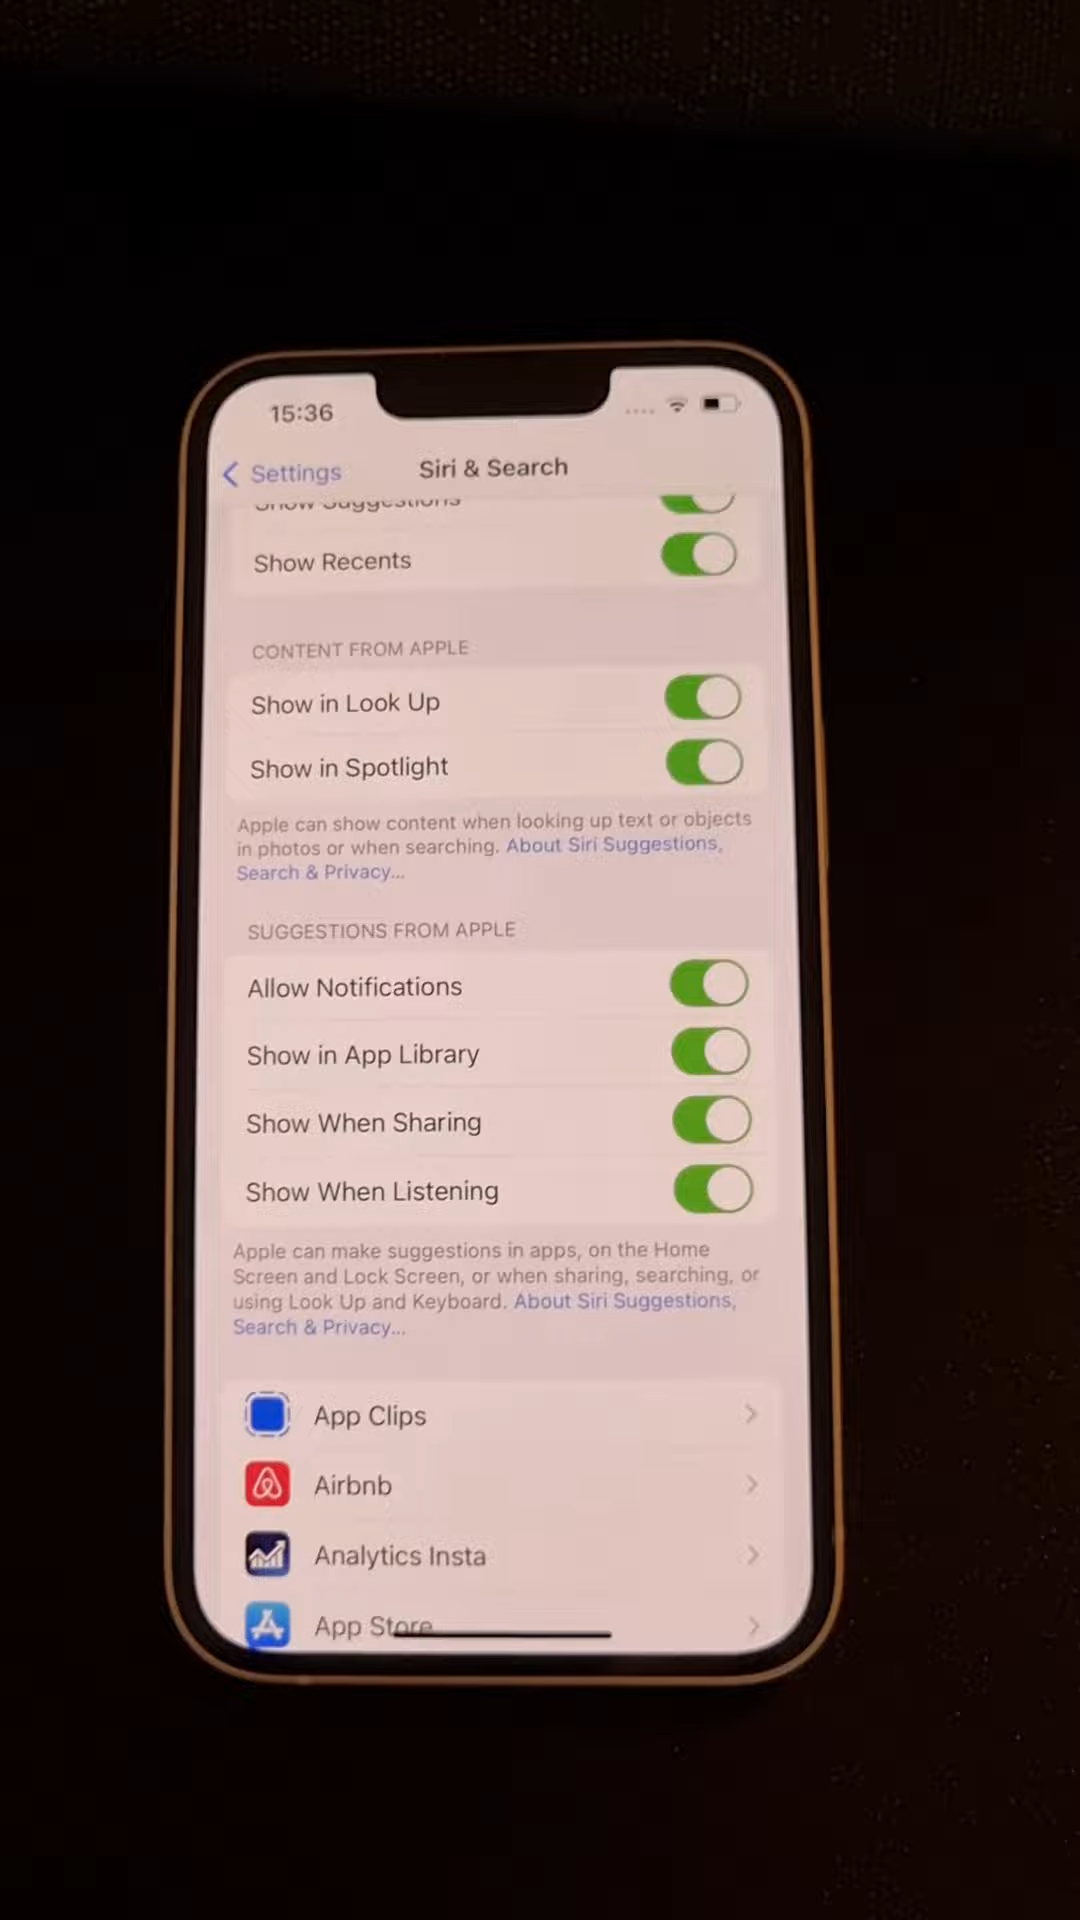 15:36
Settings
Siri & Search
Show Suggestions
Show Recents
CONTENT FROM APPLE
Show in Look Up
Show in Spotlight
Apple can show content when looking up text or objects
in photos or when searching. About Siri Suggestions,
Search & Privacy...
SUGGESTIONS FROM APPLE
Allow Notifications
Show in App Library
Show When Sharing
Show When Listening
Apple can make suggestions in apps, on the Home
Screen and Lock Screen, or when sharing, searching, or
using Look Up and Keyboard. About Siri Suggestions,
Search & Privacy...
App Clips
Airbnb
Analytics Insta
App Store